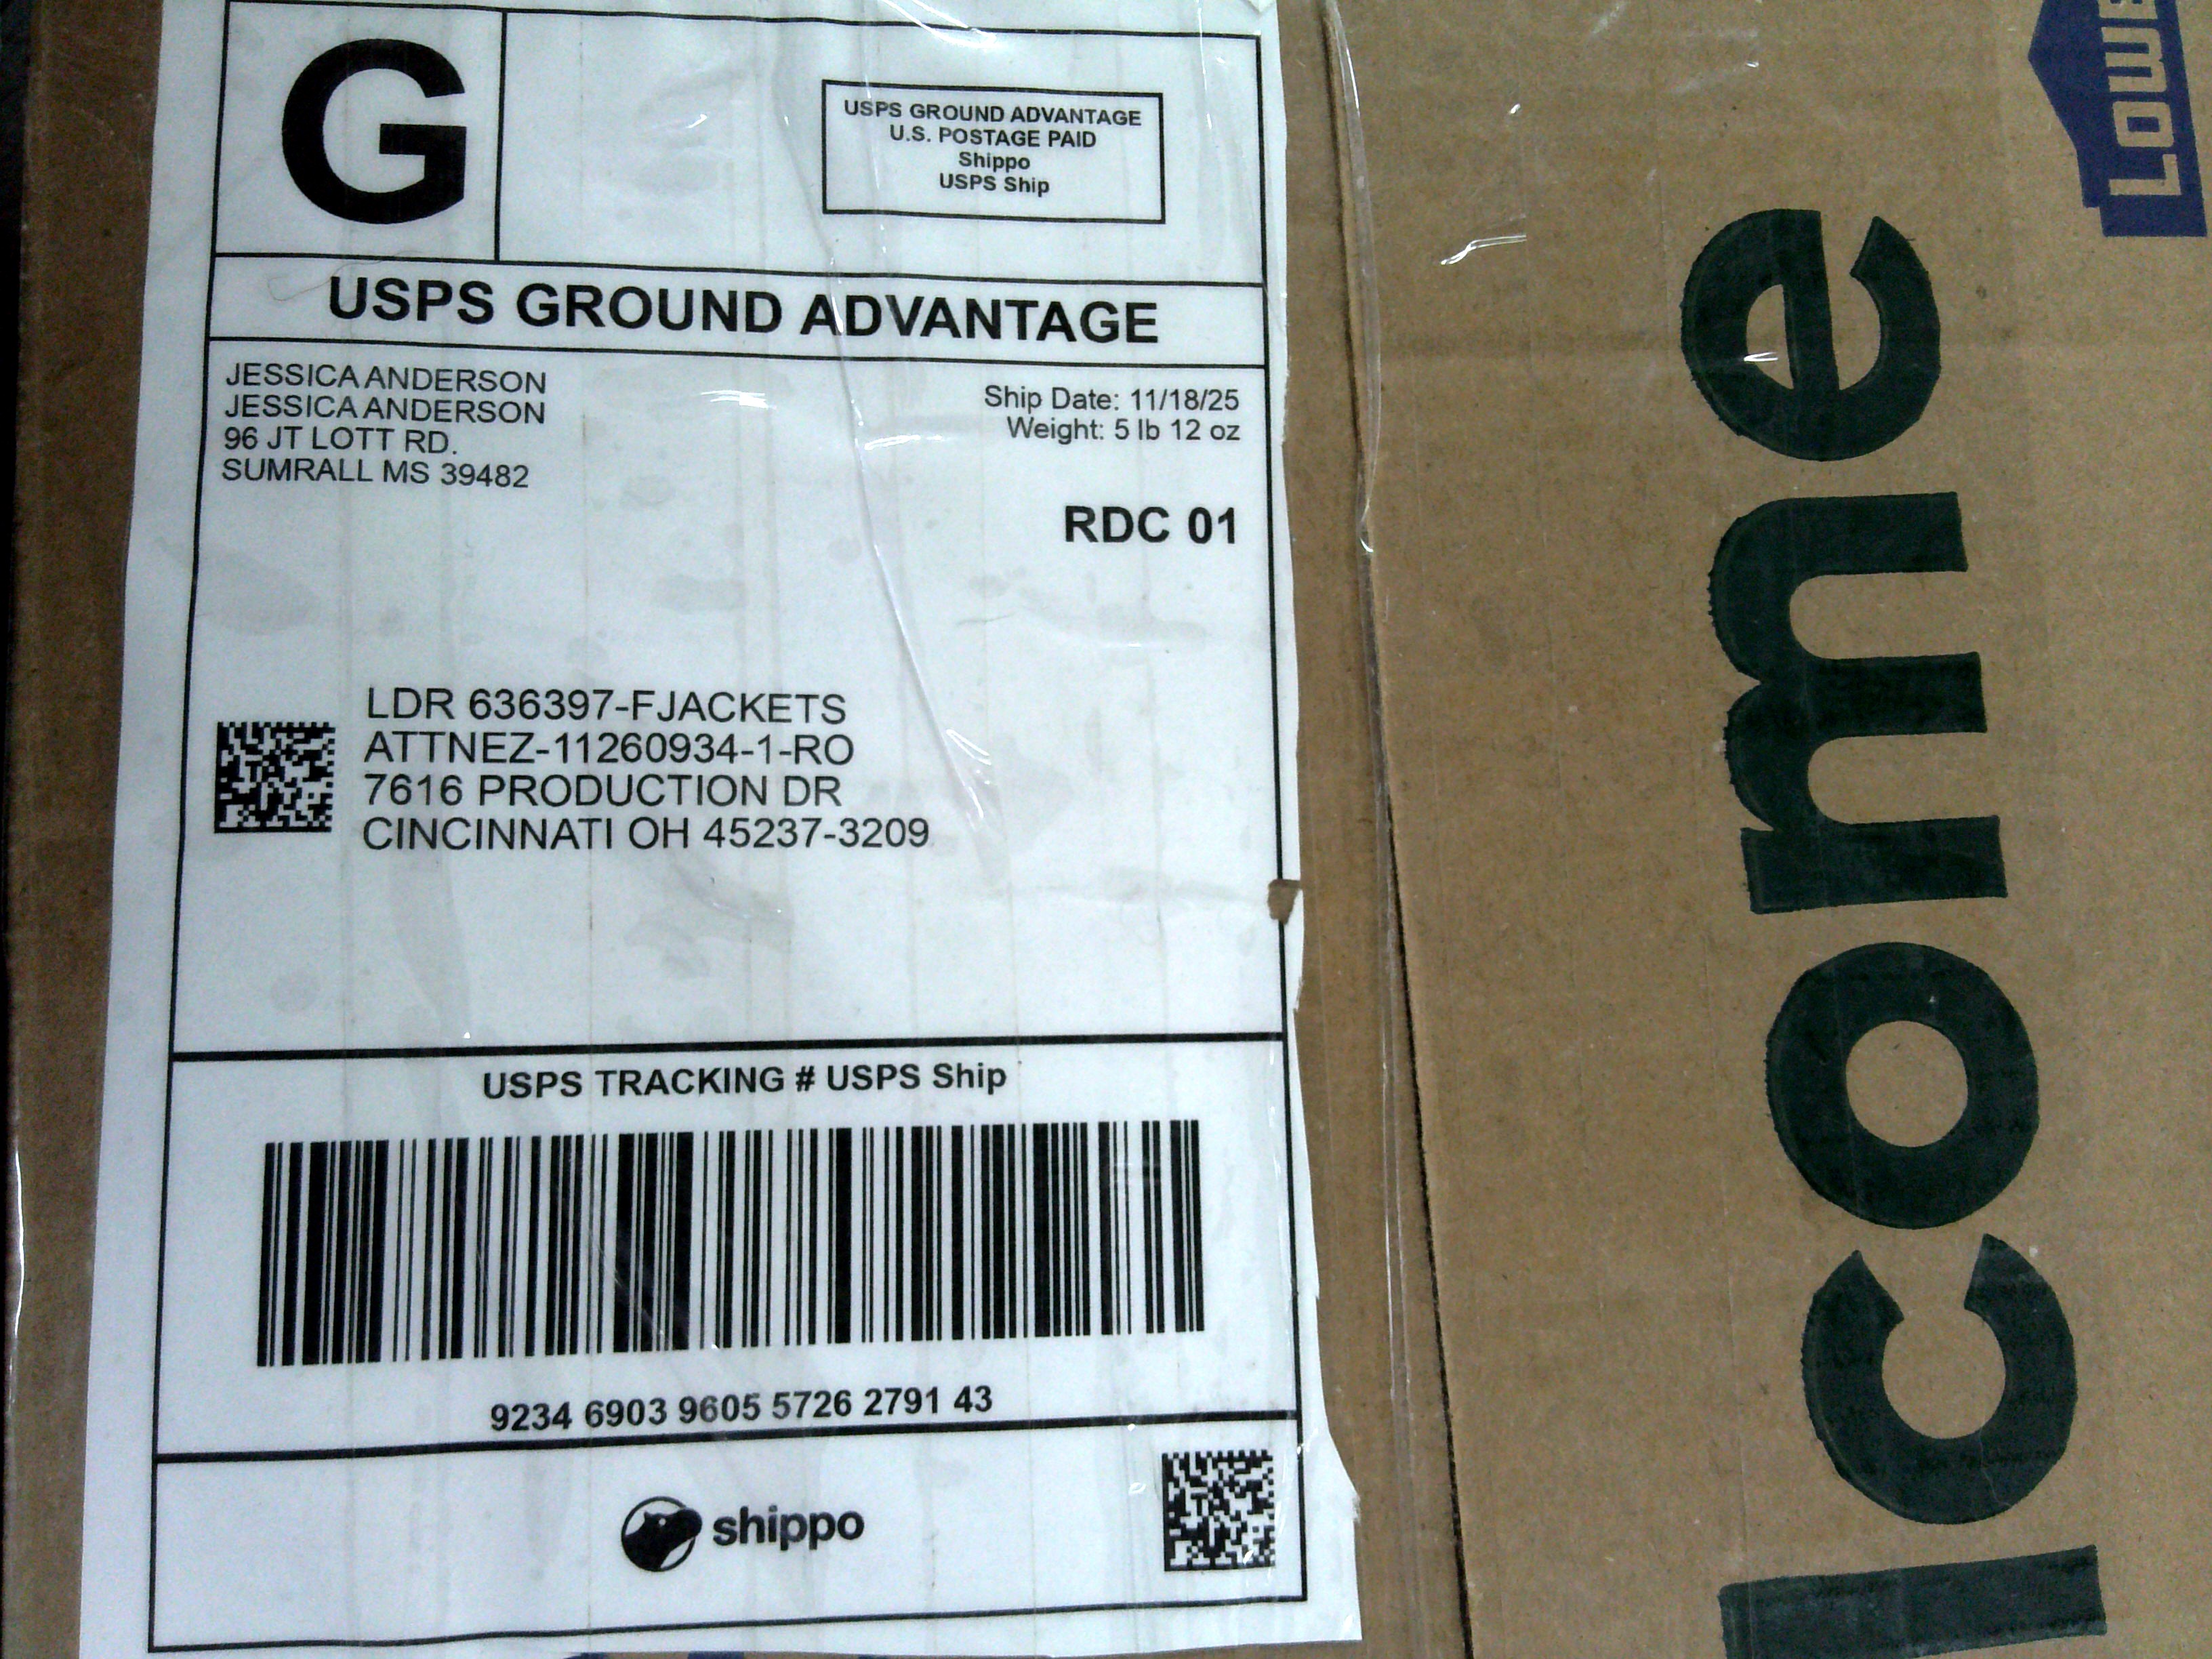 G
USPS GROUND ADVANTAGE
U.S. POSTAGE PAID
Shippo
USPS Ship
USPS GROUND ADVANTAGE
JESSICA ANDERSON
JESSICA ANDERSON
96 JT LOTT RD.
SUMRALL MS 39482
Ship Date: 11/18/25
Weight: 5 lb 12 oz
RDC 01
LDR 636397-FJACKETS
ATTNEZ-11260934-1-RO
7616 PRODUCTION DR
CINCINNATI OH 45237-3209
USPS TRACKING # USPS Ship
9234 6903 9605 5726 2791 43
shippo
lcome
LOWE